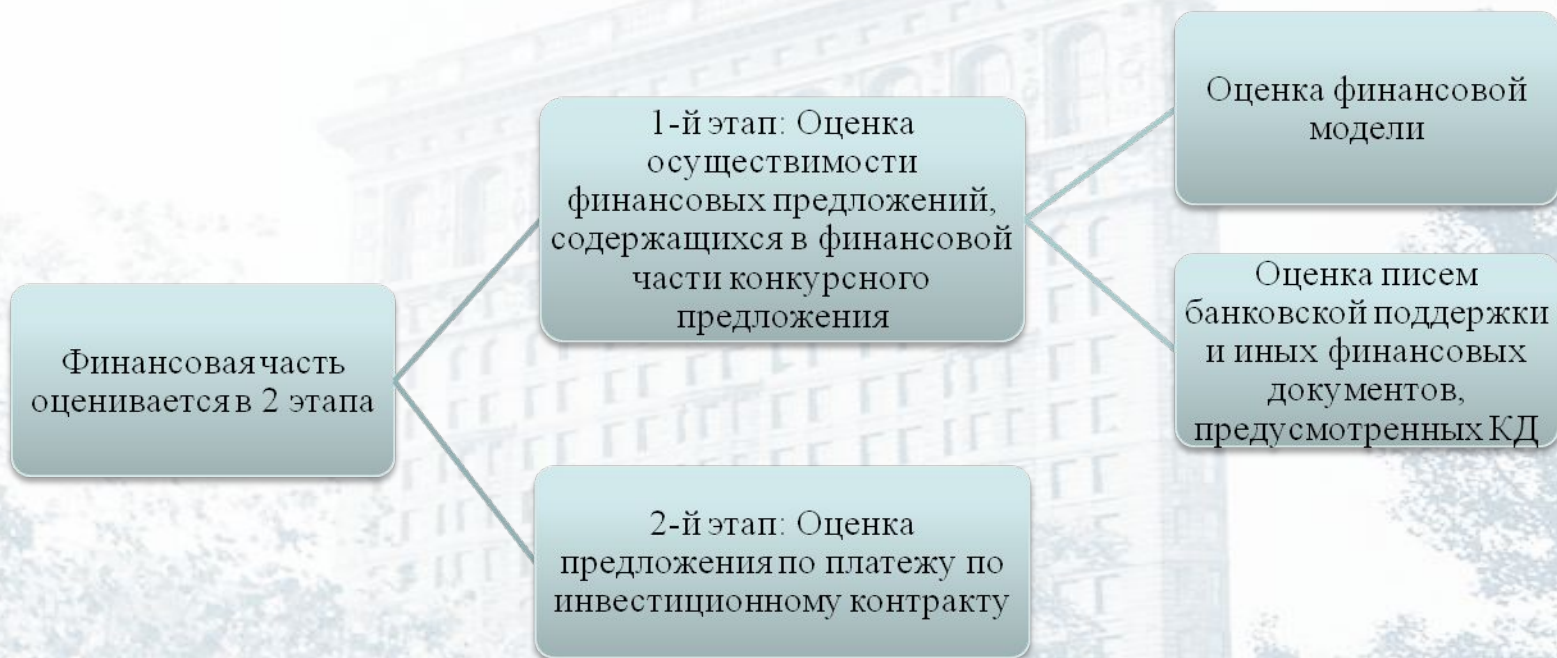 Финансовая часть
оценивается в 2 этапа
1-й этап: Оценка
осуществимости
финансовых предложений,
содержащихся в финансовой
части конкурсного
предложения
Оценка финансовой
модели
Оценка писем
банковской поддержки
и иных финансовых
документов,
предусмотренных КД
2-й этап: Оценка
предложения по платежу по
инвестиционному контракту